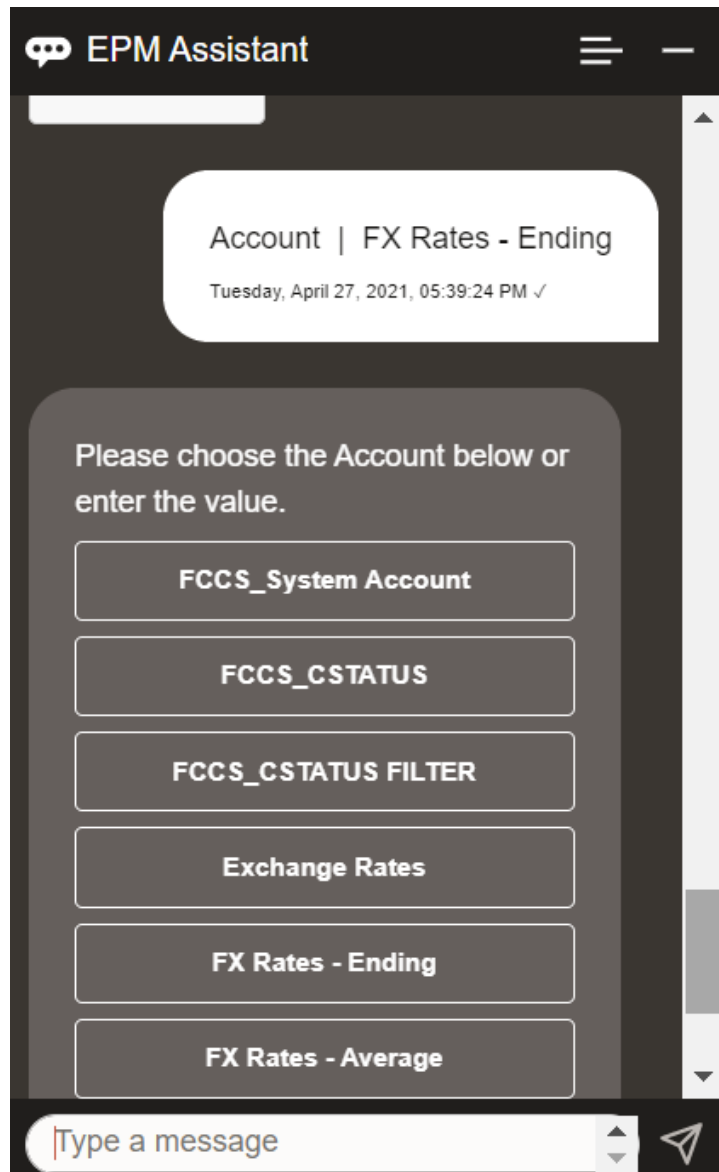 EPM Assistant
Account | FX Rates - Ending
Tuesday, April 27, 2021, 05:39:24 PM ✓
Please choose the Account below or
enter the value.
FCCS_System Account
FCCS_CSTATUS
FCCS_CSTATUS FILTER
Exchange Rates
FX Rates - Ending
FX Rates - Average
Type a message